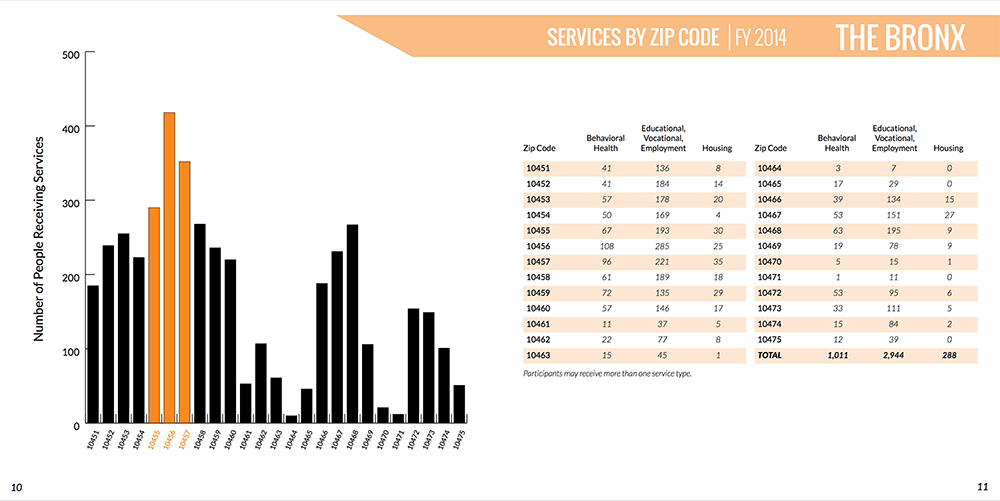 SERVICES BY ZIP CODE | FY 2014 THE BRONX
Number of People Receiving Services
500
400
300
200
100
0
10451 10452 10453 10454 10455 10456 10457 10458 10459 10460 10461 10462 10463 10464 10465 10466 10467 10468 10469 10470 10471 10472 10473 10474 10475
Zip Code Behavioral Health Educational, Vocational, Employment Housing
10451 41 136 8
10452 41 184 14
10453 57 178 20
10454 50 169 4
10455 67 193 30
10456 108 285 25
10457 96 221 35
10458 61 189 18
10459 72 135 29
10460 57 146 17
10461 11 37 5
10462 22 77 8
10463 15 45 1
Participants may receive more than one service type.
Zip Code Behavioral Health Educational, Vocational, Employment Housing
10464 3 7 0
10465 17 29 0
10466 39 134 15
10467 53 151 27
10468 63 195 9
10469 19 78 9
10470 5 15 1
10471 1 11 0
10472 53 95 6
10473 33 111 5
10474 15 84 2
10475 12 39 0
TOTAL 1,011 2,944 288
10
11